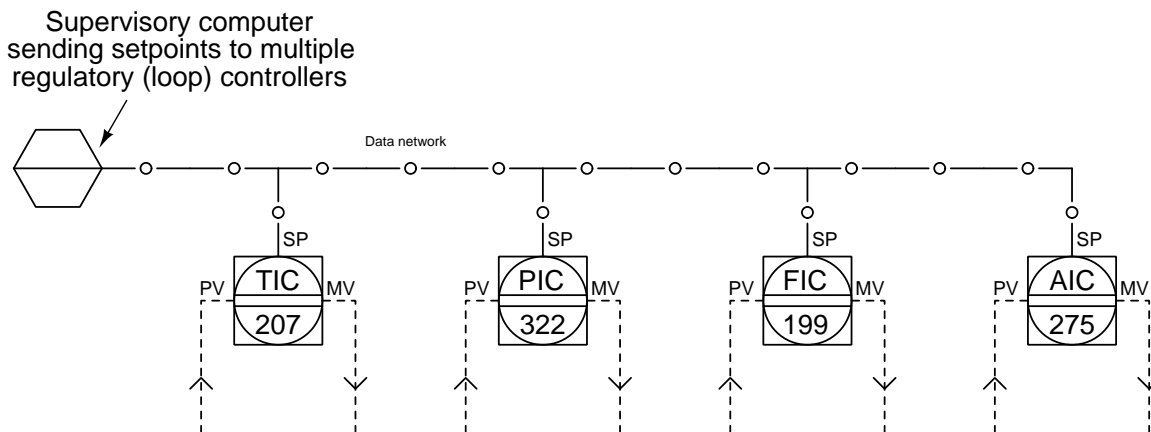 Supervisory computer
sending setpoints to multiple
regulatory (loop) controllers
Data network
SP
SP
SP
SP
PV
TIC
MV
207
PV
PIC
MV
322
PV
FIC
MV
199
PV
AIC
MV
275